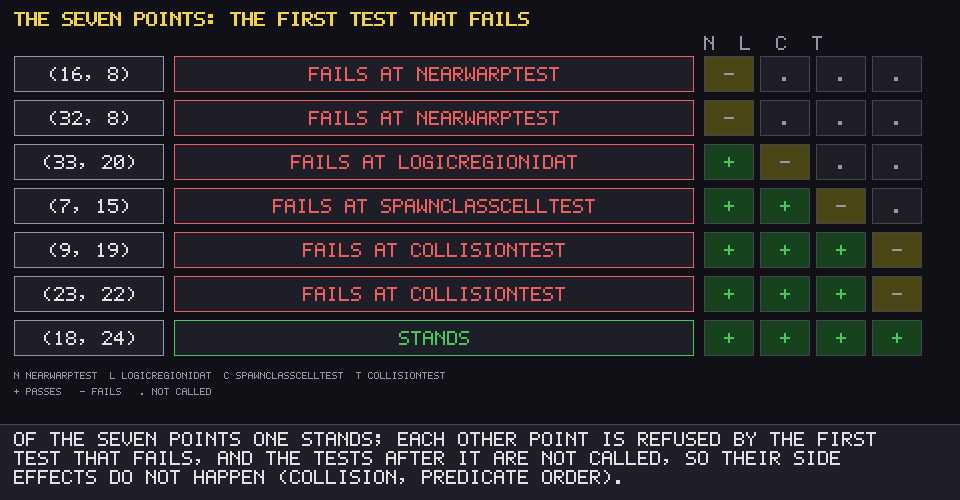 THE SEVEN POINTS: THE FIRST TEST THAT FAILS
N L C T
(16, 8) FAILS AT NEARWARPTEST - . . .
(32, 8) FAILS AT NEARWARPTEST - . . .
(33, 20) FAILS AT LOGICREGIONIDAT + - . .
(7, 15) FAILS AT SPAWNCLASSCELLTEST + + - .
(9, 19) FAILS AT COLLISIONTEST + + + -
(23, 22) FAILS AT COLLISIONTEST + + + -
(18, 24) STANDS + + + +
N NEARWARPTEST L LOGICREGIONIDAT C SPAWNCLASSCELLTEST T COLLISIONTEST
+ PASSES - FAILS . NOT CALLED
OF THE SEVEN POINTS ONE STANDS; EACH OTHER POINT IS REFUSED BY THE FIRST
TEST THAT FAILS, AND THE TESTS AFTER IT ARE NOT CALLED, SO THEIR SIDE
EFFECTS DO NOT HAPPEN (COLLISION, PREDICATE ORDER).